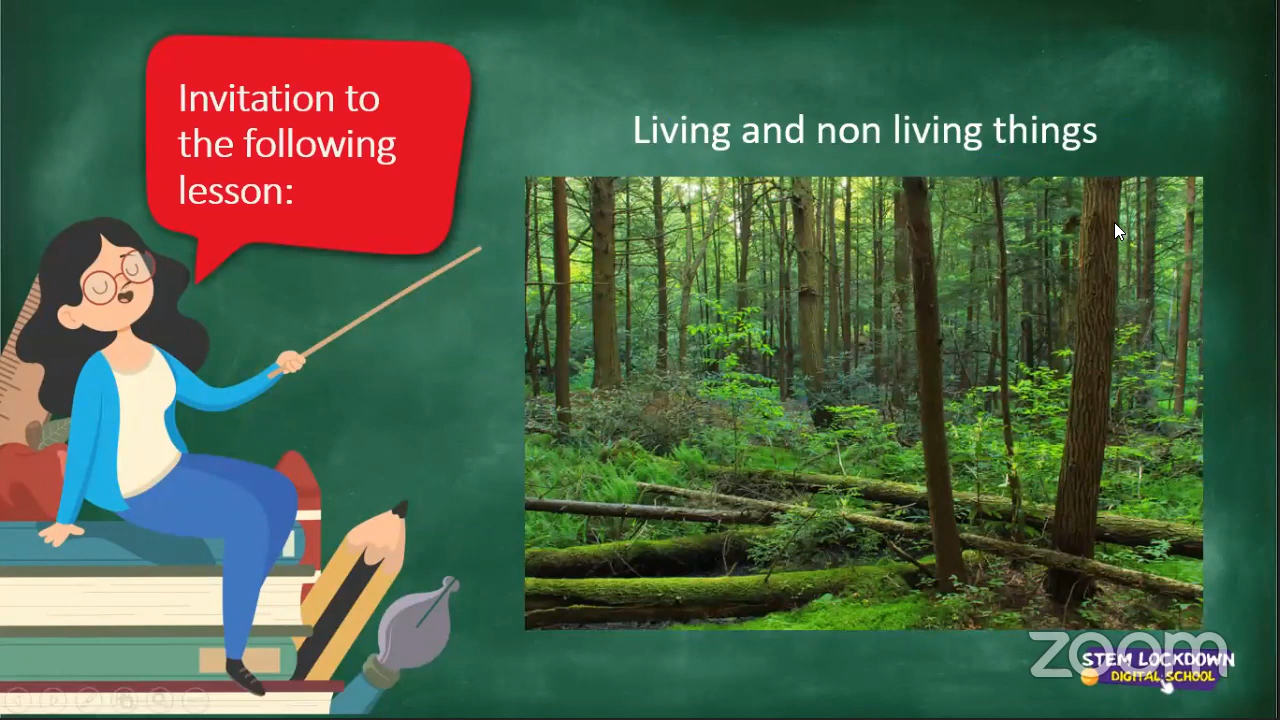 Invitation to
the following
lesson:
Living and non living things
zoom
STEM LOCKDOWN
DIGITAL SCHOOL